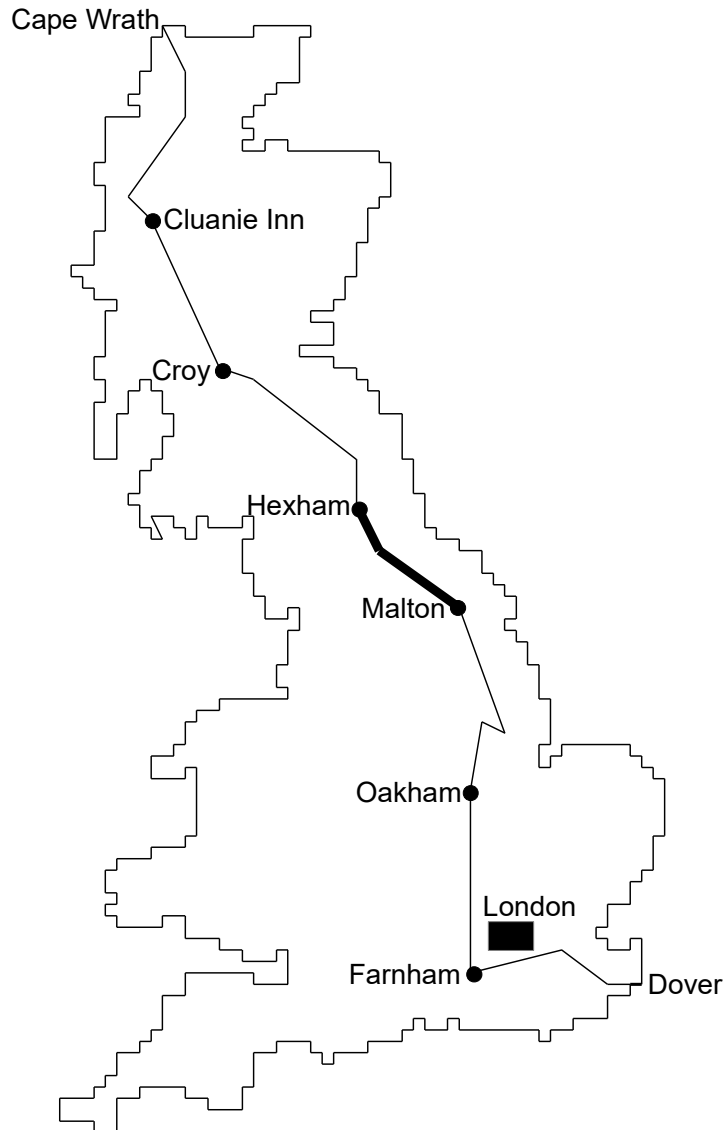 Cape Wrath
Cluanie Inn
Croy
Hexham
Malton
Oakham
London
Farnham
Dover